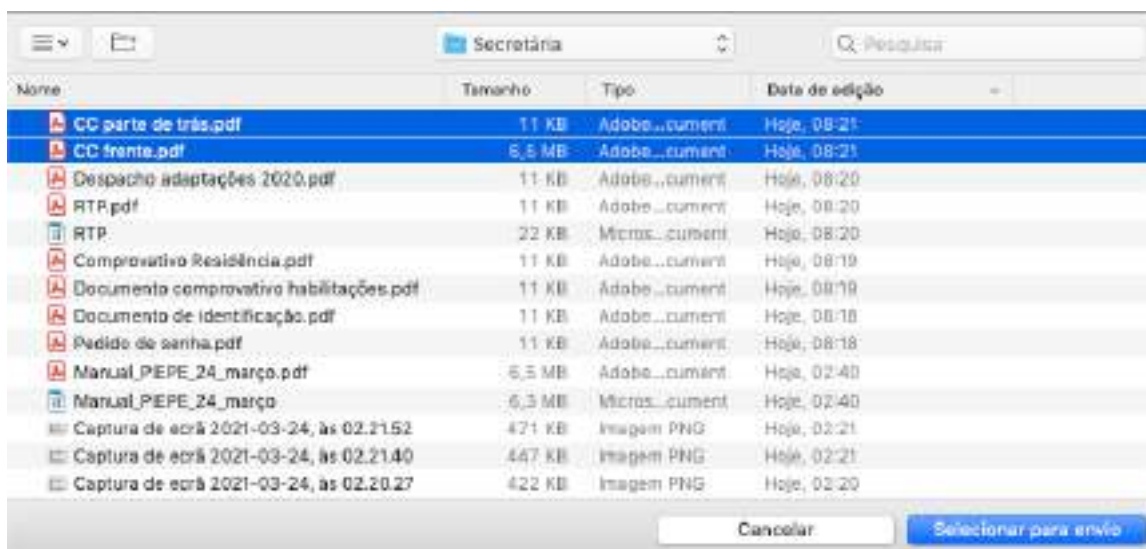 Secretária Pesquisa
Nome Tamanho Tipo Data de edição
CC parte de trás.pdf 11 KB Adobe...cument Hoje, 08:21
CC frente.pdf 6,5 MB Adobe...cument Hoje, 08:21
Despacho adaptações 2020.pdf 11 KB Adobe...cument Hoje, 08:20
RTP.pdf 11 KB Adobe...cument Hoje, 08:20
RTP 22 KB Micros...cument Hoje, 08:20
Comprovativo Residência.pdf 11 KB Adobe...cument Hoje, 08:19
Documento comprovativo habilitações.pdf 11 KB Adobe...cument Hoje, 08:19
Documento de identificação.pdf 11 KB Adobe...cument Hoje, 08:18
Pedido de senha.pdf 11 KB Adobe...cument Hoje, 08:18
Manual_PIEPE_24_março.pdf 6,5 MB Adobe...cument Hoje, 02:40
Manual_PIEPE_24_março 6,3 MB Micros...cument Hoje, 02:40
Captura de ecrã 2021-03-24, às 02.21.52 471 KB Imagem PNG Hoje, 02:21
Captura de ecrã 2021-03-24, às 02.21.40 447 KB Imagem PNG Hoje, 02:21
Captura de ecrã 2021-03-24, às 02.20.27 422 KB Imagem PNG Hoje, 02:20
Cancelar Selecionar para envio